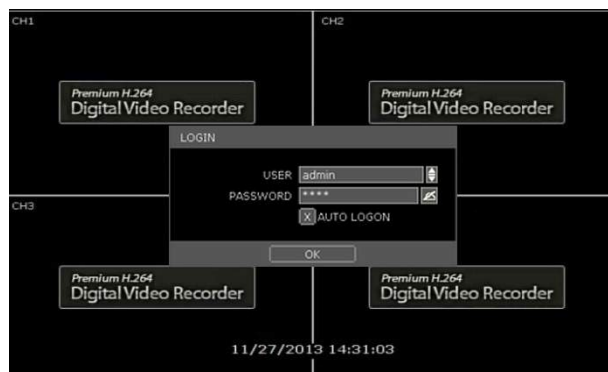 CH1
CH2
Premium H.264
Digital Video Recorder
Premium H.264
Digital Video Recorder
LOGIN
USER admin
PASSWORD ****
X AUTO LOGON
OK
CH3
Premium H.264
Digital Video Recorder
Premium H.264
Digital Video Recorder
11/27/2013 14:31:03